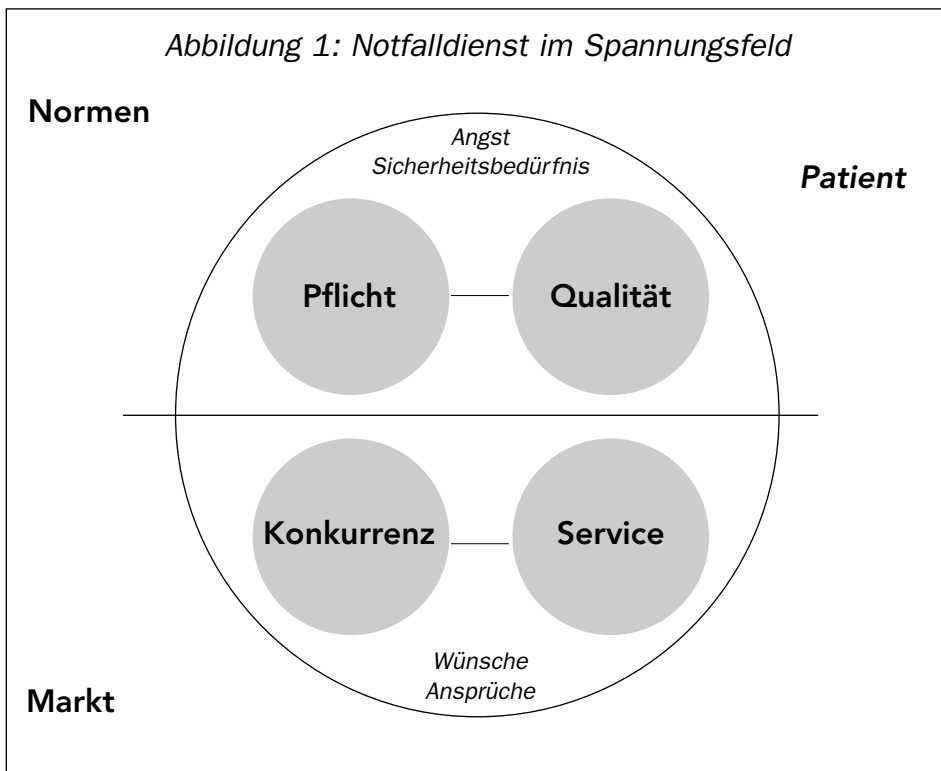 Abbildung 1: Notfalldienst im Spannungsfeld
Normen
Angst
Sicherheitsbedürfnis
Patient
Pflicht
Qualität
Konkurrenz
Service
Wünsche
Ansprüche
Markt